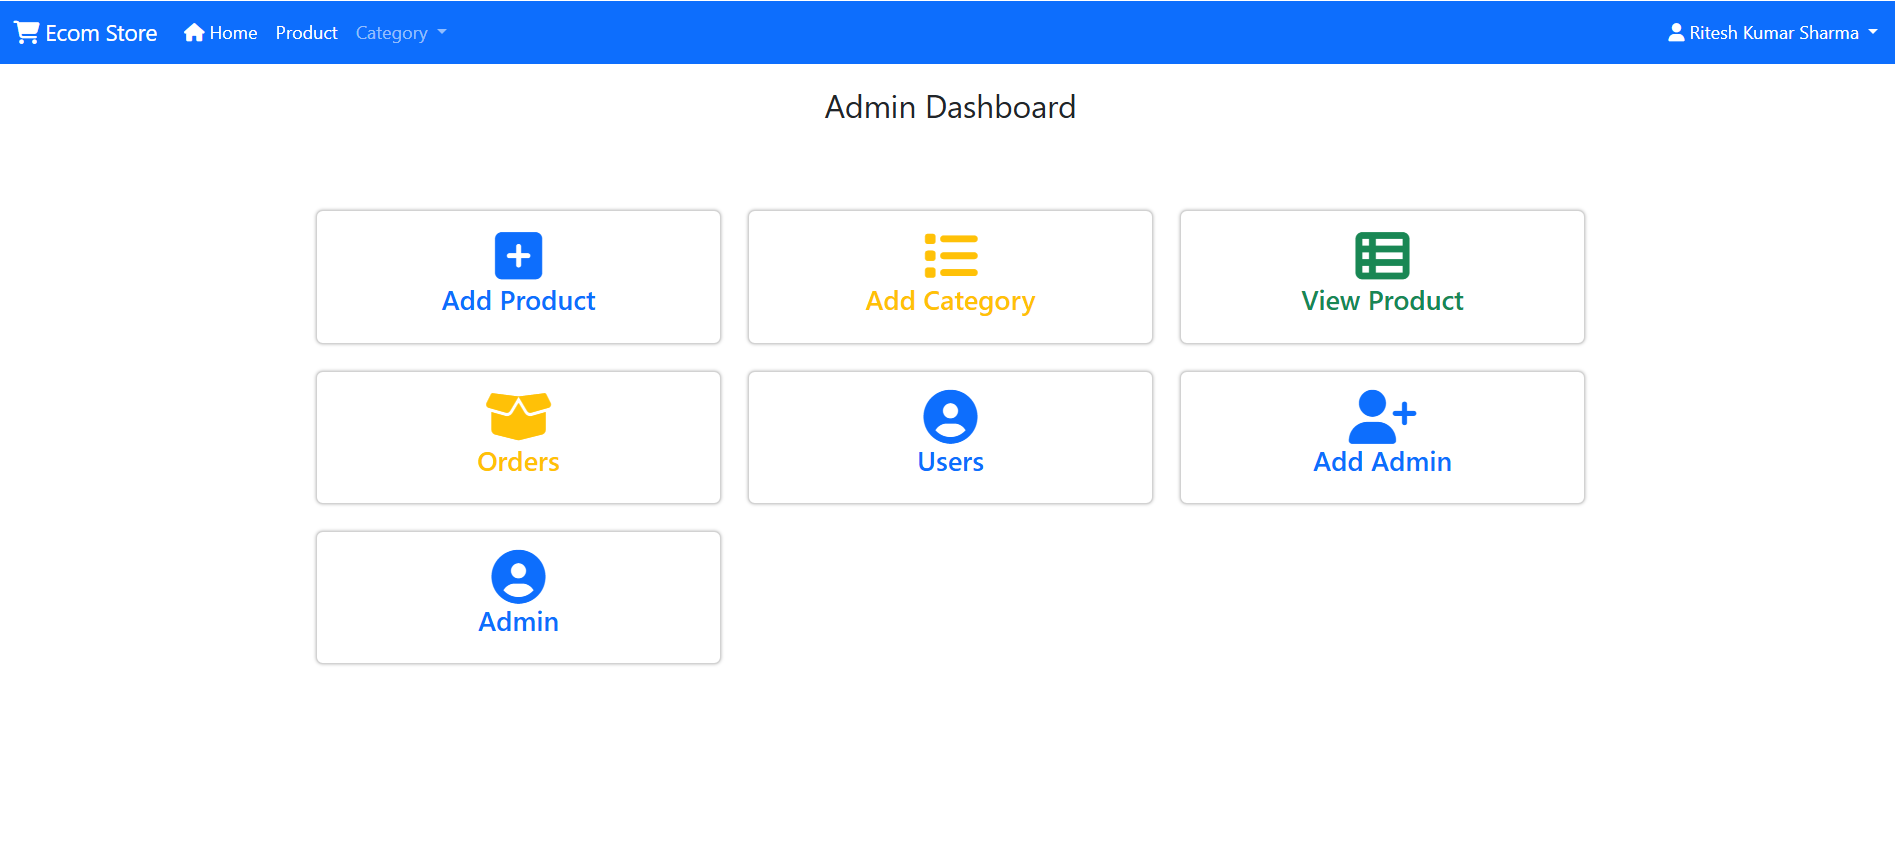 Ecom Store Home Product Category Ritesh Kumar Sharma
Admin Dashboard
Add Product Add Category View Product
Orders Users Add Admin
Admin